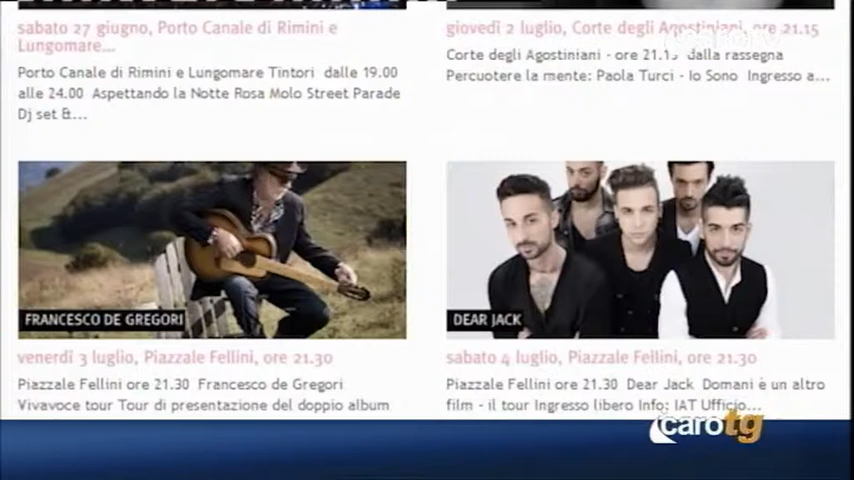 sabato 27 giugno, Porto Canale di Rimini e
Lungomare...
Porto Canale di Rimini e Lungomare Tintori dalle 19.00
alle 24.00 Aspettando la Notte Rosa Molo Street Parade
Dj set &...
giovedì 2 luglio, Corte degli Agostiniani, ore 21.15
Corte degli Agostiniani - ore 21.15 dalla rassegna
Percuotere la mente: Paola Turci - Io Sono Ingresso a...
FRANCESCO DE GREGORI
venerdì 3 luglio, Piazzale Fellini, ore 21.30
Piazzale Fellini ore 21.30 Francesco de Gregori
Vivavoce tour Tour di presentazione del doppio album
DEAR JACK
sabato 4 luglio, Piazzale Fellini, ore 21.30
Piazzale Fellini ore 21.30 Dear Jack Domani è un altro
film - il tour Ingresso libero Info: IAT Ufficio...
icarotg